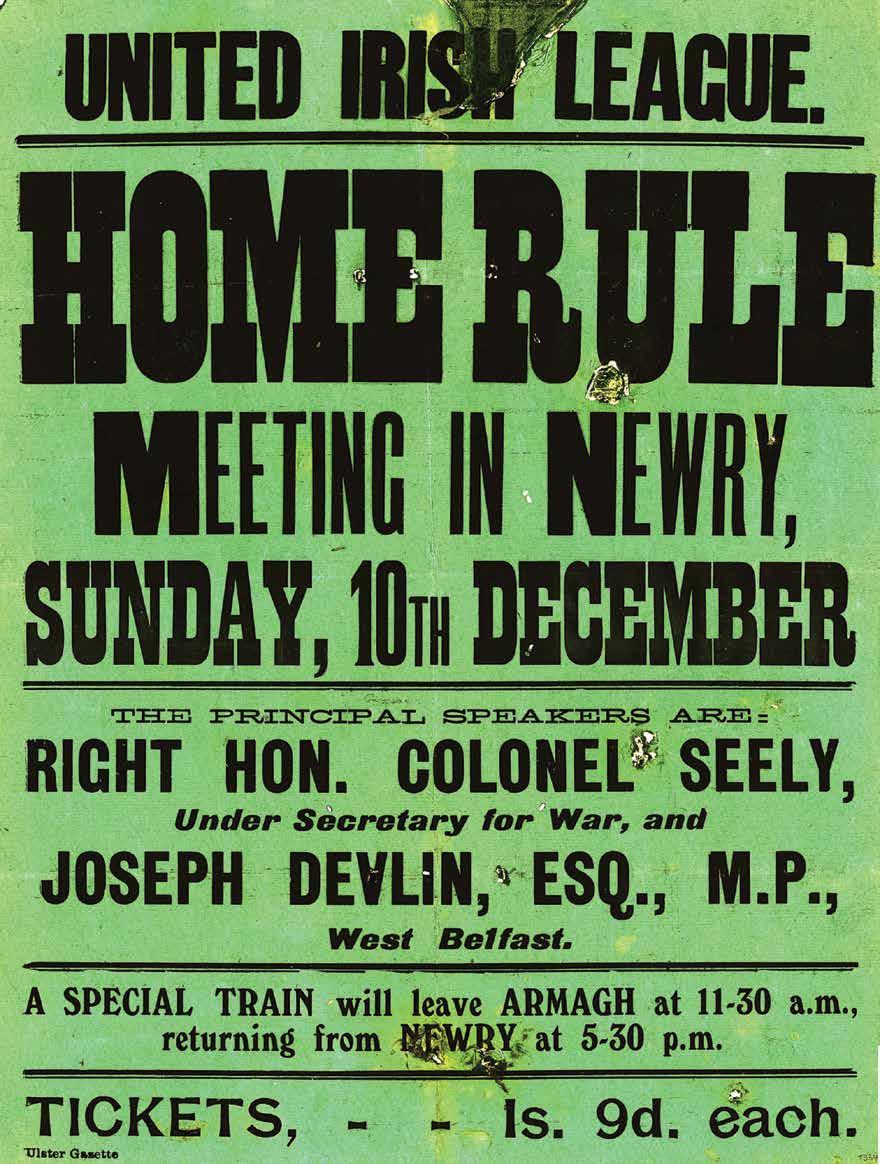 UNITED IRISH LEAGUE.
HOME RULE
MEETING IN NEWRY,
SUNDAY, 10TH DECEMBER
THE PRINCIPAL SPEAKERS ARE:
RIGHT HON. COLONEL SEELY,
Under Secretary for War, and
JOSEPH DEVLIN, ESQ., M.P.,
West Belfast.
A SPECIAL TRAIN will leave ARMAGH at 11-30 a.m.,
returning from NEWRY at 5-30 p.m.
TICKETS, - - 1s. 9d. each.
Ulster Gazette